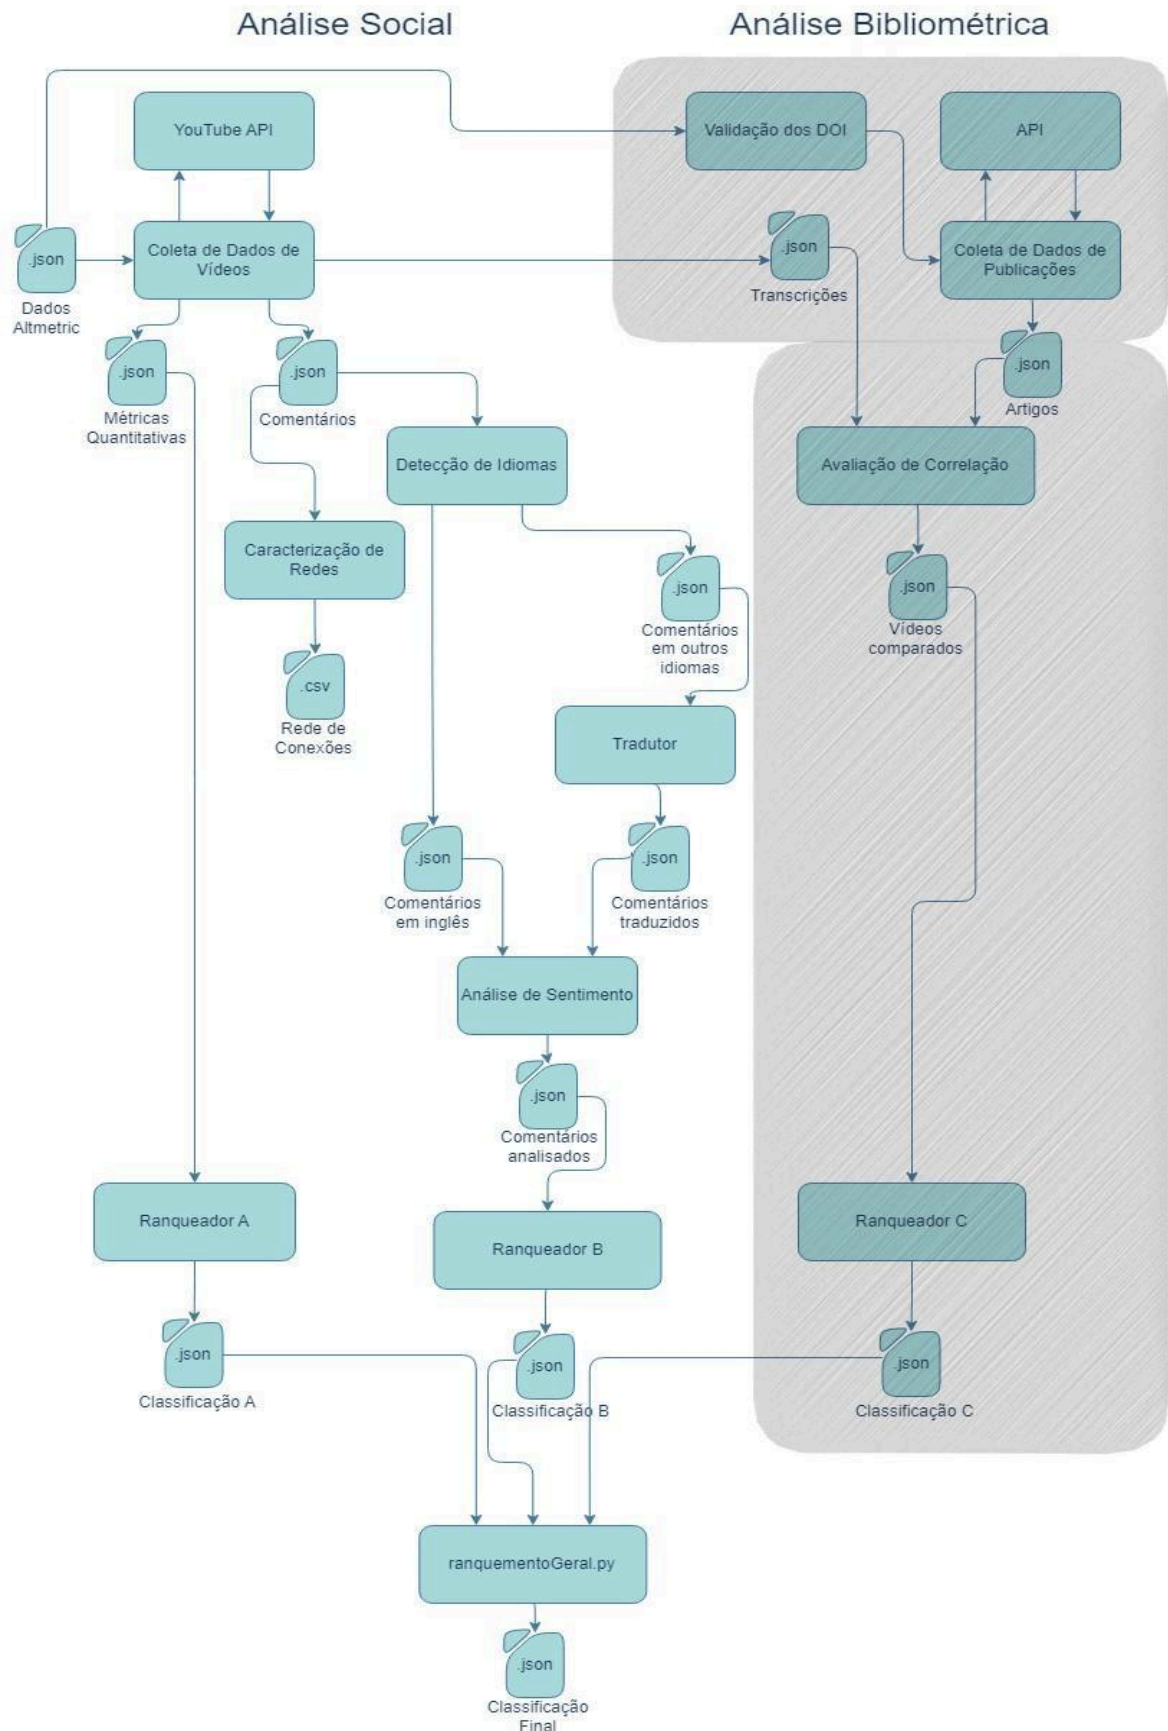 Análise Social
Análise Bibliométrica
YouTube API
Validação dos DOI
API
.json
Dados
Altmetric
Coleta de Dados de
Vídeos
.json
Transcrições
Coleta de Dados de
Publicações
.json
Métricas
Quantitativas
.json
Comentários
.json
Artigos
Detecção de Idiomas
Avaliação de Correlação
Caracterização de
Redes
.json
Comentários
em outros
idiomas
.json
Vídeos
comparados
.csv
Rede de
Conexões
Tradutor
.json
Comentários
em inglês
.json
Comentários
traduzidos
Análise de Sentimento
.json
Comentários
analisados
Ranqueador A
Ranqueador B
Ranqueador C
.json
Classificação A
.json
Classificação B
.json
Classificação C
ranquementoGeral.py
.json
Classificação
Final